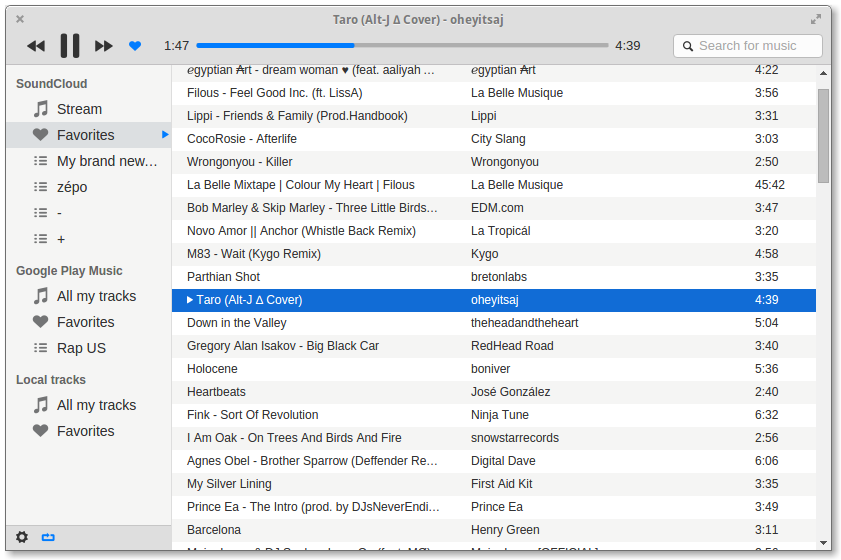 Taro (Alt-J Δ Cover) - oheyitsaj
1:47 4:39 Search for music
SoundCloud
Stream
Favorites
My brand new…
zépo
-
+
Google Play Music
All my tracks
Favorites
Rap US
Local tracks
All my tracks
Favorites
egyptian ₳rt - dream woman ♥ (feat. aaliyah … egyptian ₳rt 4:22
Filous - Feel Good Inc. (ft. LissA) La Belle Musique 3:56
Lippi - Friends & Family (Prod.Handbook) Lippi 3:31
CocoRosie - Afterlife City Slang 3:03
Wrongonyou - Killer Wrongonyou 2:50
La Belle Mixtape | Colour My Heart | Filous La Belle Musique 45:42
Bob Marley & Skip Marley - Three Little Birds… EDM.com 3:47
Novo Amor || Anchor (Whistle Back Remix) La Tropicál 3:20
M83 - Wait (Kygo Remix) Kygo 4:58
Parthian Shot bretonlabs 3:35
Taro (Alt-J Δ Cover) oheyitsaj 4:39
Down in the Valley theheadandtheheart 5:04
Gregory Alan Isakov - Big Black Car RedHead Road 3:40
Holocene boniver 5:36
Heartbeats José González 2:40
Fink - Sort Of Revolution Ninja Tune 6:32
I Am Oak - On Trees And Birds And Fire snowstarrecords 2:56
Agnes Obel - Brother Sparrow (Deffender Re… Digital Dave 6:06
My Silver Lining First Aid Kit 3:35
Prince Ea - The Intro (prod. by DJsNeverEndi… Prince Ea 3:49
Barcelona Henry Green 3:11